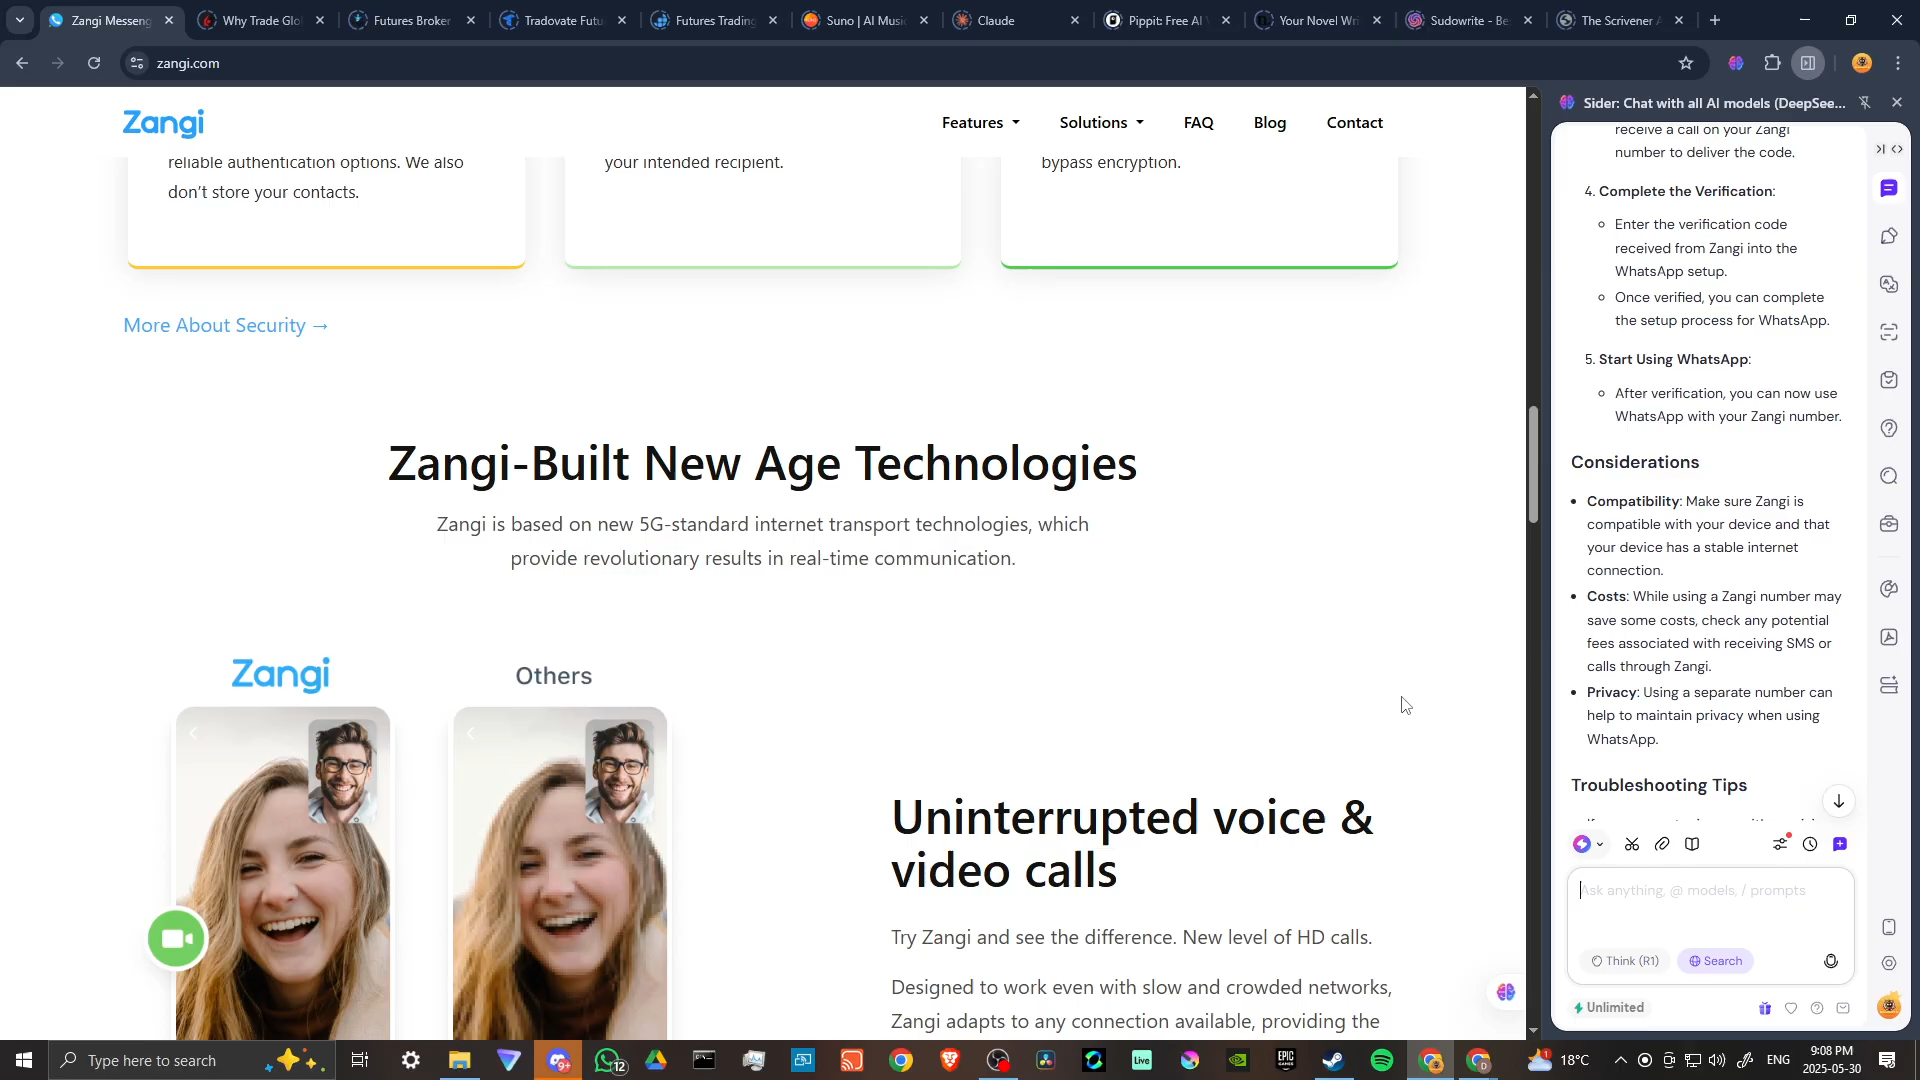 Zangi Messeng
Why Trade Glo
Futures Broker
Tradovate Futu
Futures Trading
Suno | AI Music
Claude
Pippit: Free AI
Your Novel Wri
Sudowrite - Be
The Scrivener
zangi.com
Zangi
Features
Solutions
FAQ
Blog
Contact
reliable authentication options. We also
don't store your contacts.
your intended recipient.
bypass encryption.
More About Security →
Zangi-Built New Age Technologies
Zangi is based on new 5G-standard internet transport technologies, which
provide revolutionary results in real-time communication.
Zangi
Others
Uninterrupted voice &
video calls
Try Zangi and see the difference. New level of HD calls.
Designed to work even with slow and crowded networks,
Zangi adapts to any connection available, providing the
Sider: Chat with all AI models (DeepSee...
receive a call on your Zangi
number to deliver the code.
4. Complete the Verification:
Enter the verification code
received from Zangi into the
WhatsApp setup.
Once verified, you can complete
the setup process for WhatsApp.
5. Start Using WhatsApp:
After verification, you can now use
WhatsApp with your Zangi number.
Considerations
Compatibility: Make sure Zangi is
compatible with your device and that
your device has a stable internet
connection.
Costs: While using a Zangi number may
save some costs, check any potential
fees associated with receiving SMS or
calls through Zangi.
Privacy: Using a separate number can
help to maintain privacy when using
WhatsApp.
Troubleshooting Tips
Ask anything, @ models, / prompts
Think (R1)
Search
Unlimited
Type here to search
9+
12
Live
EPIC GAMES
1
18°C
ENG
9:08 PM
2025-05-30